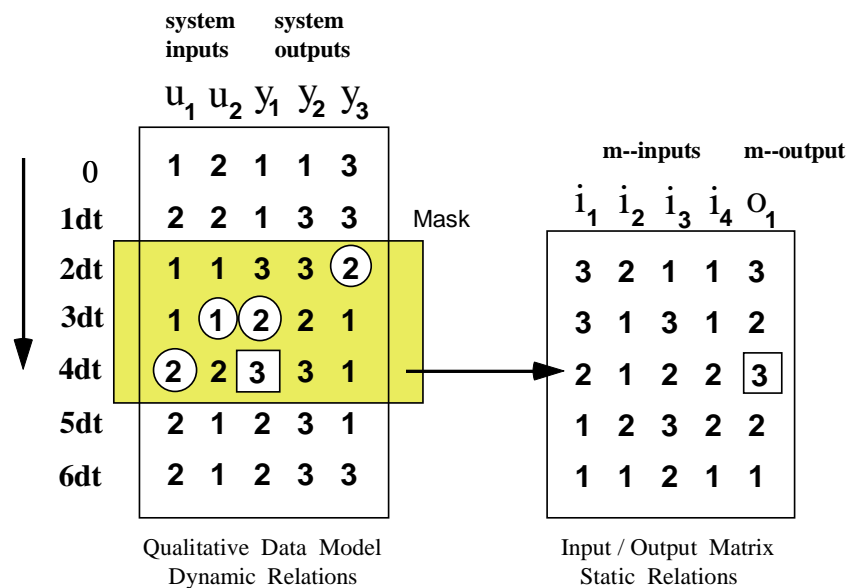 system inputs
system outputs
u1 u2 y1 y2 y3
0 1 2 1 1 3
1dt 2 2 1 3 3
Mask
2dt 1 1 3 3 2
3dt 1 1 2 2 1
4dt 2 2 3 3 1
5dt 2 1 2 3 1
6dt 2 1 2 3 3
Qualitative Data Model
Dynamic Relations
m--inputs m--output
i1 i2 i3 i4 o1
3 2 1 1 3
3 1 3 1 2
2 1 2 2 3
1 2 3 2 2
1 1 2 1 1
Input / Output Matrix
Static Relations